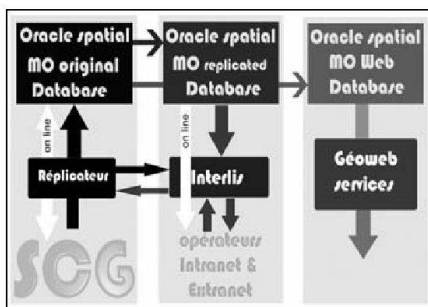 Oracle spatial
MO original
Database
Oracle spatial
MO replicated
Database
Oracle spatial
MO Web
Database
on line
on line
Réplicateur
Interlis
Géoweb
services
SCG
opérateurs
Intranet &
Extranet